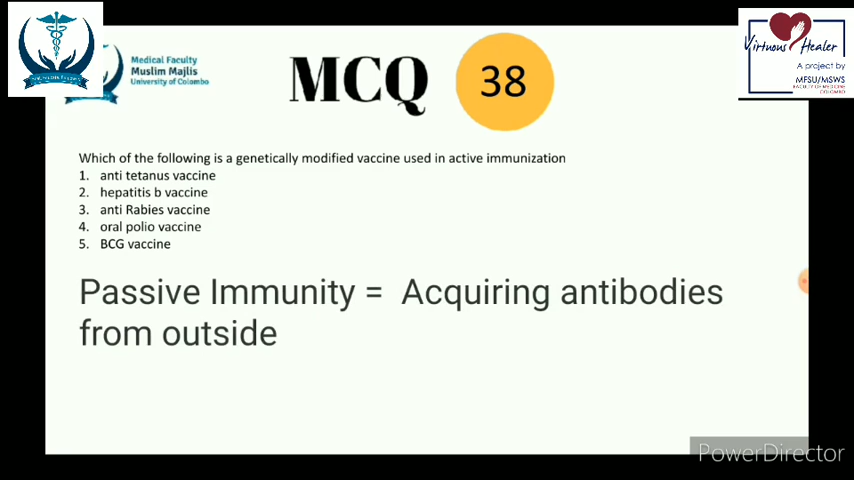 Medical Faculty
Muslim Majlis
University of Colombo
MCQ
38
Virtuous Healer
A project by
MFSU/MSWS
FACULTY OF MEDICINE
COLOMBO
Which of the following is a genetically modified vaccine used in active immunization
1. anti tetanus vaccine
2. hepatitis b vaccine
3. anti Rabies vaccine
4. oral polio vaccine
5. BCG vaccine
Passive Immunity = Acquiring antibodies
from outside
PowerDirector